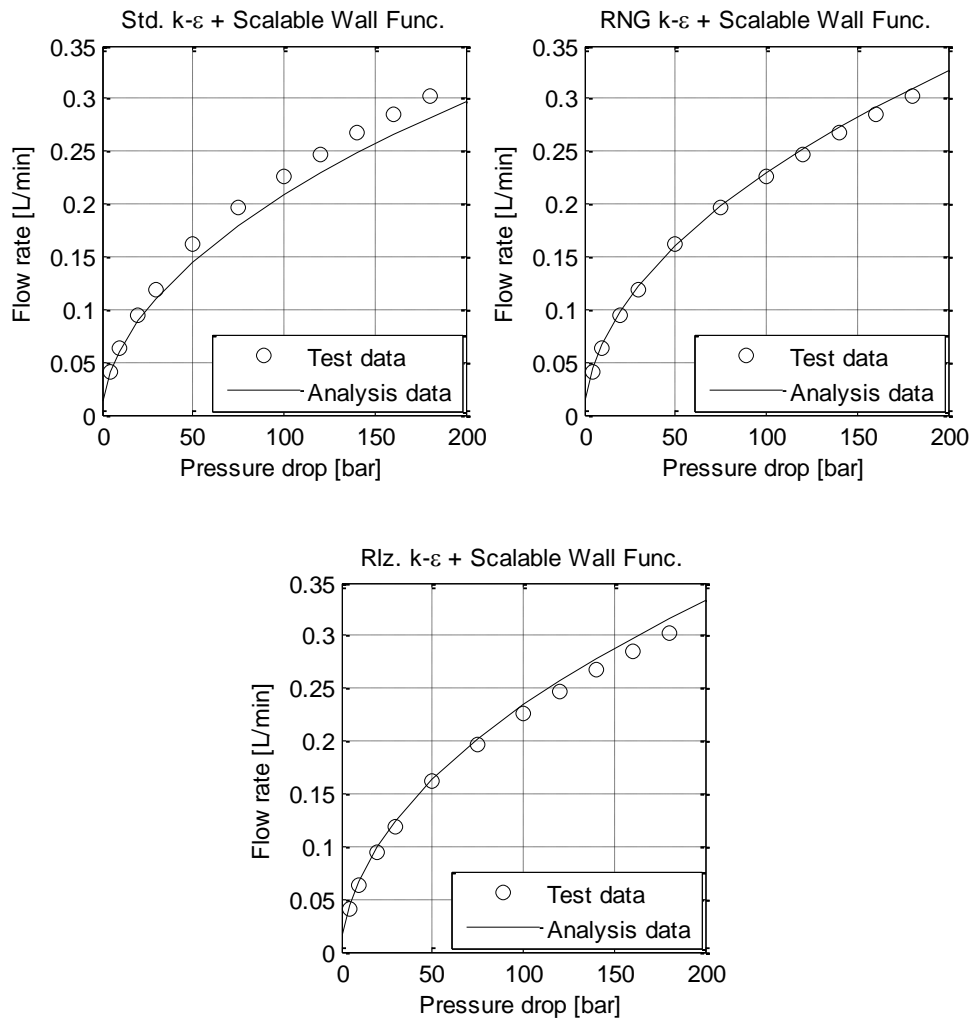 Std. k-ε + Scalable Wall Func.
0.35
0.3
0.25
0.2
0.15
0.1
0.05
0
Flow rate [L/min]
Test data
Analysis data
0 50 100 150 200
Pressure drop [bar]
RNG k-ε + Scalable Wall Func.
0.35
0.3
0.25
0.2
0.15
0.1
0.05
0
Flow rate [L/min]
Test data
Analysis data
0 50 100 150 200
Pressure drop [bar]
Rlz. k-ε + Scalable Wall Func.
0.35
0.3
0.25
0.2
0.15
0.1
0.05
0
Flow rate [L/min]
Test data
Analysis data
0 50 100 150 200
Pressure drop [bar]